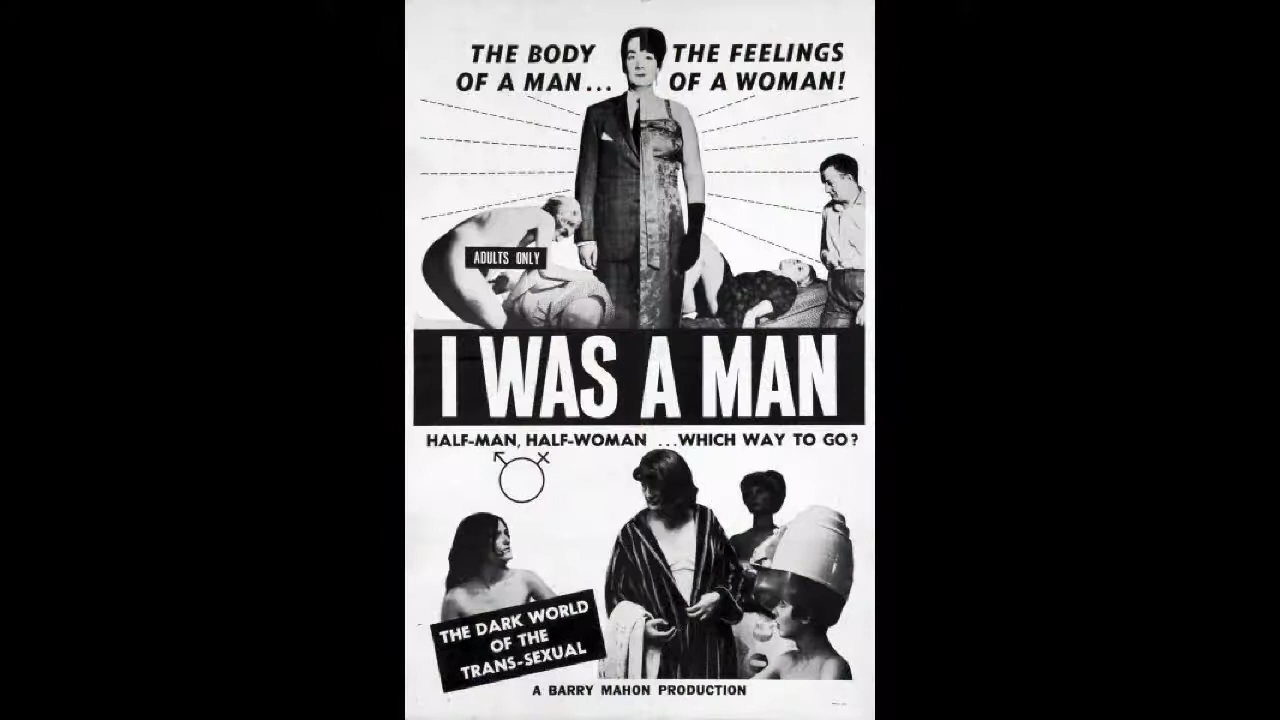 THE BODY
OF A MAN...
THE FEELINGS
OF A WOMAN!
ADULTS ONLY
I WAS A MAN
HALF-MAN, HALF-WOMAN ...WHICH WAY TO GO?
THE DARK WORLD
OF THE
TRANS-SEXUAL
A BARRY MAHON PRODUCTION